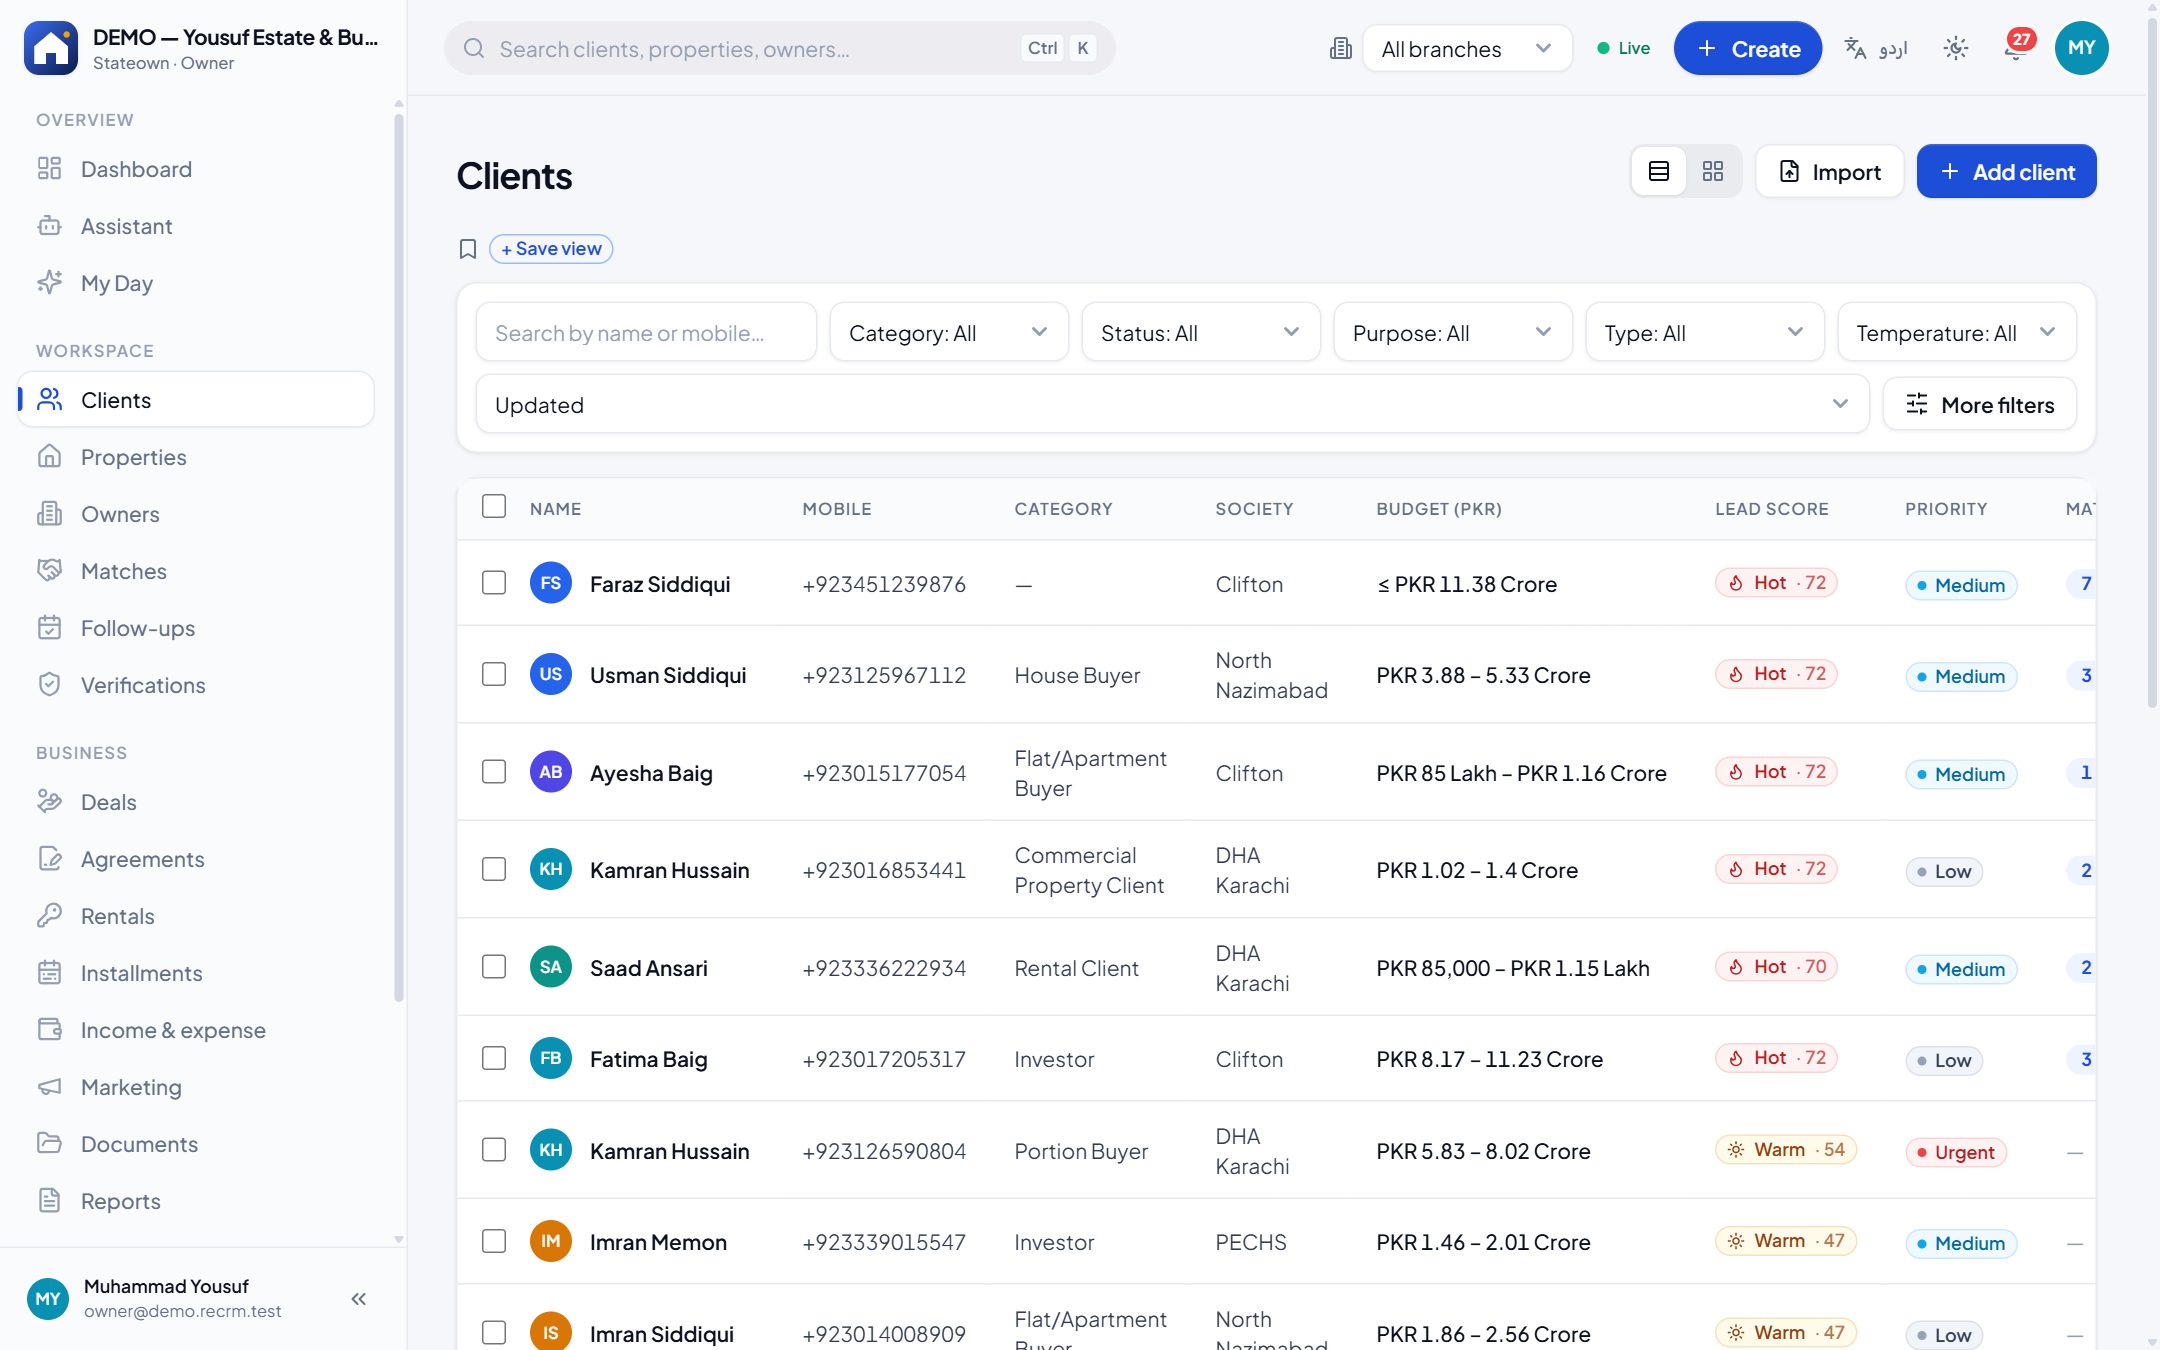 DEMO — Yousuf Estate & Bu...
Stateown · Owner
Search clients, properties, owners...
Ctrl K
All branches
Live
+ Create
اردو
27
MY
OVERVIEW
Dashboard
Assistant
My Day
WORKSPACE
Clients
Properties
Owners
Matches
Follow-ups
Verifications
BUSINESS
Deals
Agreements
Rentals
Installments
Income & expense
Marketing
Documents
Reports
MY
Muhammad Yousuf
owner@demo.recrm.test
Clients
Import
+ Add client
+ Save view
Search by name or mobile...
Category: All
Status: All
Purpose: All
Type: All
Temperature: All
Updated
More filters
NAME MOBILE CATEGORY SOCIETY BUDGET (PKR) LEAD SCORE PRIORITY MAT
FS Faraz Siddiqui +923451239876 — Clifton ≤ PKR 11.38 Crore Hot · 72 Medium 7
US Usman Siddiqui +923125967112 House Buyer North Nazimabad PKR 3.88 – 5.33 Crore Hot · 72 Medium 3
AB Ayesha Baig +923015177054 Flat/Apartment Buyer Clifton PKR 85 Lakh – PKR 1.16 Crore Hot · 72 Medium 1
KH Kamran Hussain +923016853441 Commercial Property Client DHA Karachi PKR 1.02 – 1.4 Crore Hot · 72 Low 2
SA Saad Ansari +923336222934 Rental Client DHA Karachi PKR 85,000 – PKR 1.15 Lakh Hot · 70 Medium 2
FB Fatima Baig +923017205317 Investor Clifton PKR 8.17 – 11.23 Crore Hot · 72 Low 3
KH Kamran Hussain +923126590804 Portion Buyer DHA Karachi PKR 5.83 – 8.02 Crore Warm · 54 Urgent —
IM Imran Memon +923339015547 Investor PECHS PKR 1.46 – 2.01 Crore Warm · 47 Medium —
IS Imran Siddiqui +923014008909 Flat/Apartment Buyer North Nazimabad PKR 1.86 – 2.56 Crore Warm · 47 Low —